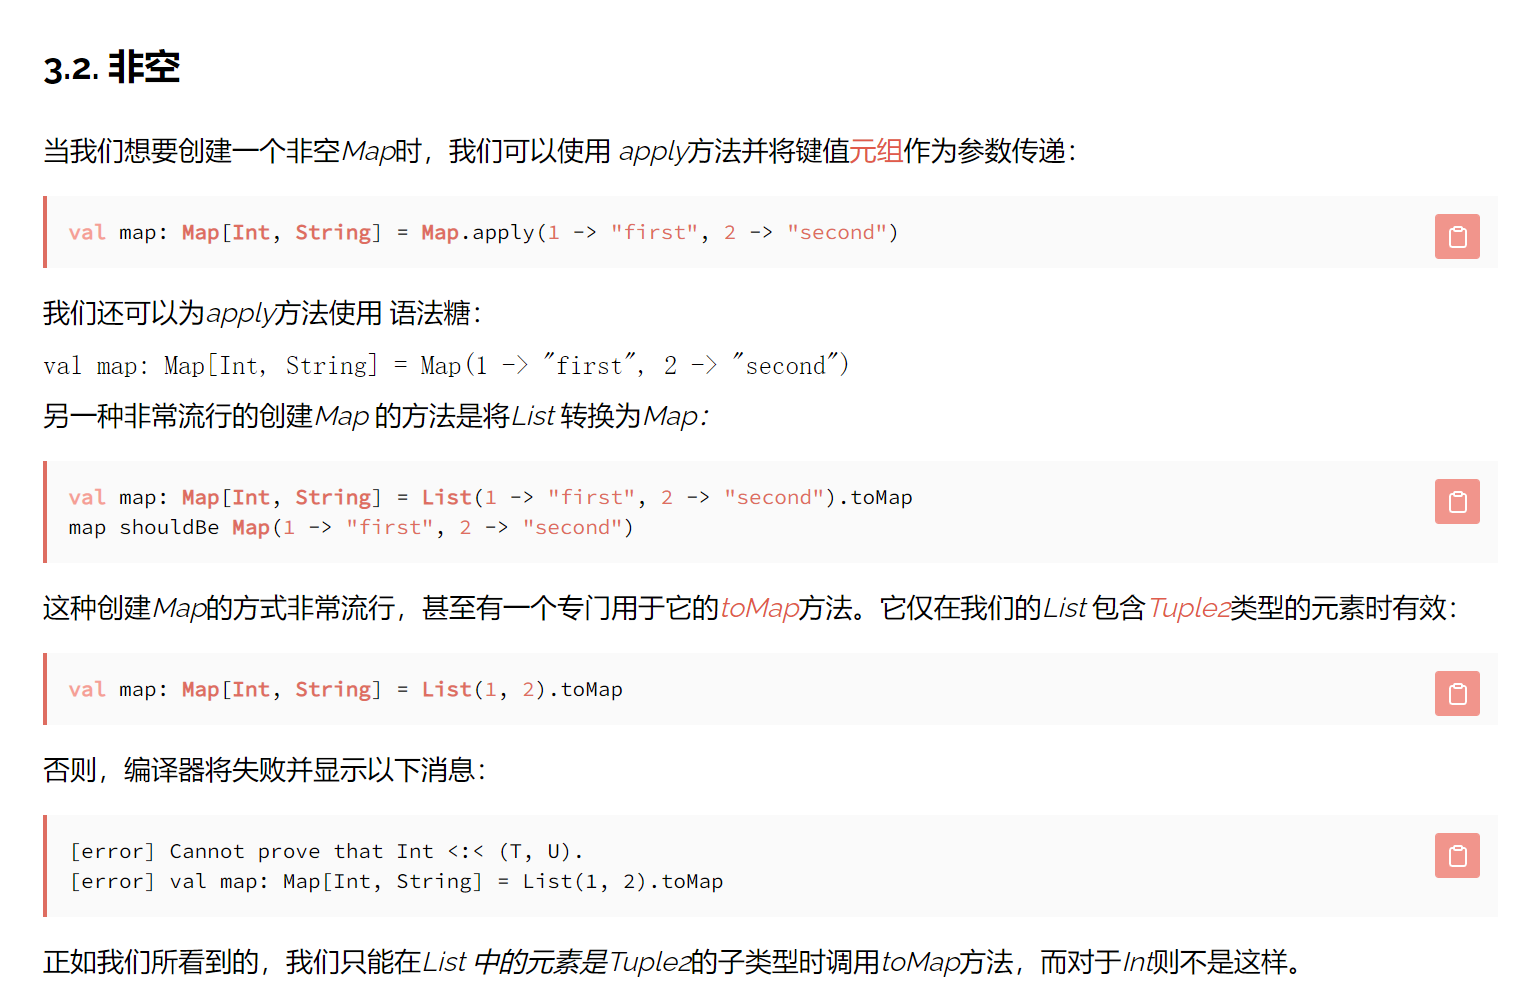 3.2. 非空
当我们想要创建一个非空Map时，我们可以使用 apply方法并将键值元组作为参数传递：
val map: Map[Int, String] = Map.apply(1 -> "first", 2 -> "second")
我们还可以为apply方法使用 语法糖：
val map: Map[Int, String] = Map(1 -> "first", 2 -> "second")
另一种非常流行的创建Map 的方法是将List 转换为Map：
val map: Map[Int, String] = List(1 -> "first", 2 -> "second").toMap
map shouldBe Map(1 -> "first", 2 -> "second")
这种创建Map的方式非常流行，甚至有一个专门用于它的toMap方法。它仅在我们的List 包含Tuple2类型的元素时有效：
val map: Map[Int, String] = List(1, 2).toMap
否则，编译器将失败并显示以下消息：
[error] Cannot prove that Int <:< (T, U).
[error] val map: Map[Int, String] = List(1, 2).toMap
正如我们所看到的，我们只能在List 中的元素是Tuple2的子类型时调用toMap方法，而对于Int则不是这样。